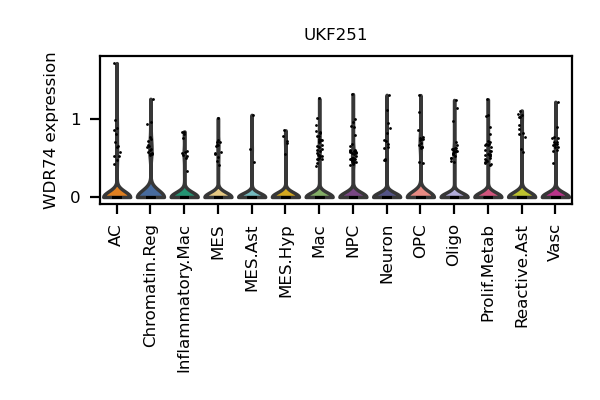 UKF251
WDR74 expression
1
0
AC
Chromatin.Reg
Inflammatory.Mac
MES
MES.Ast
MES.Hyp
Mac
NPC
Neuron
OPC
Oligo
Prolif.Metab
Reactive.Ast
Vasc